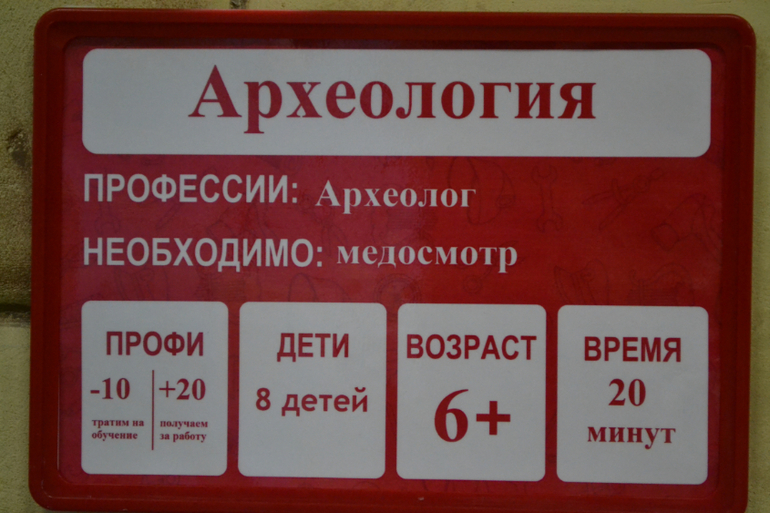 Археология
ПРОФЕССИИ: Археолог
НЕОБХОДИМО: медосмотр
ПРОФИ
-10 +20
тратим на получаем
обучение за работу
ДЕТИ
8 детей
ВОЗРАСТ
6+
ВРЕМЯ
20
минут